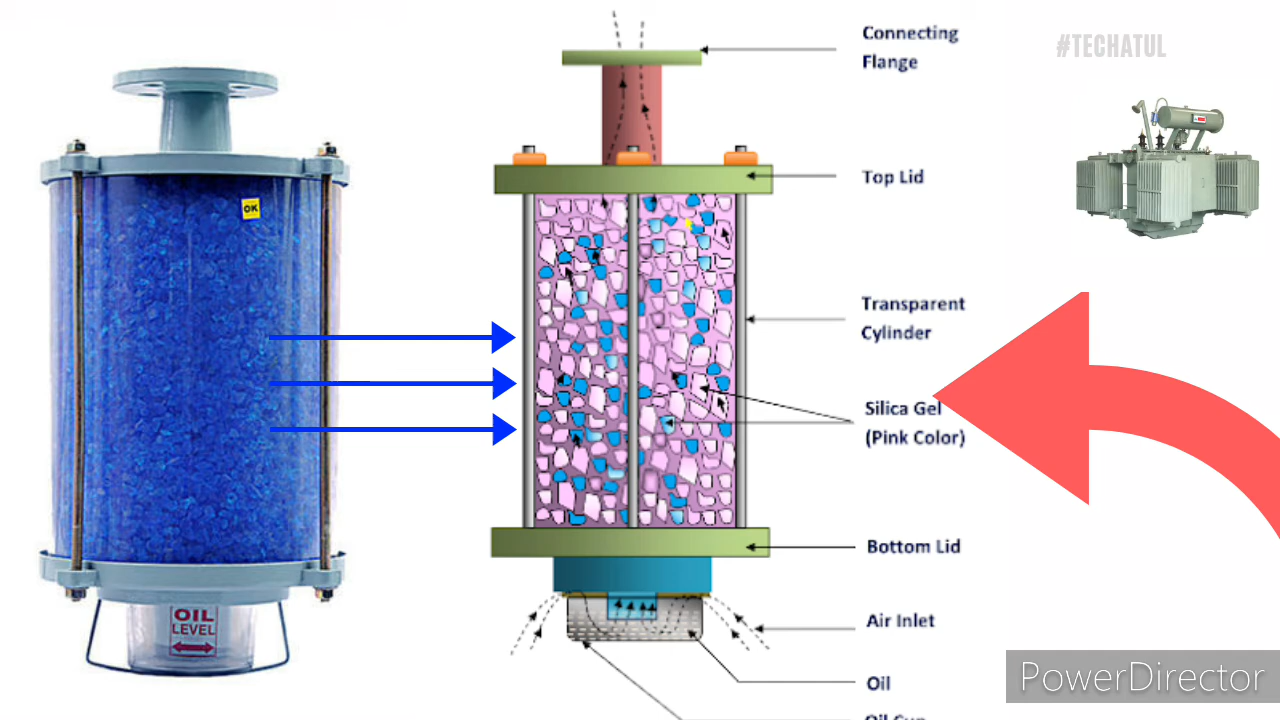 Connecting
Flange
#TECHATUL
OK
Top Lid
Transparent
Cylinder
Silica Gel
(Pink Color)
Bottom Lid
OIL
LEVEL
Air Inlet
Oil
PowerDirector